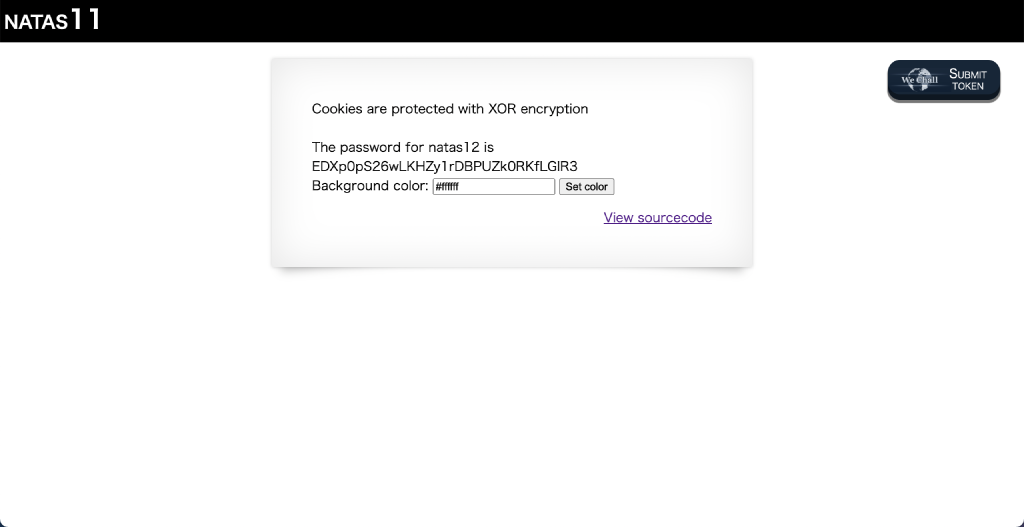 NATAS11
We Chall
SUBMIT
TOKEN
Cookies are protected with XOR encryption
The password for natas12 is
EDXp0pS26wLKHZy1rDBPUZk0RKfLGIR3
Background color: #ffffff Set color
View sourcecode